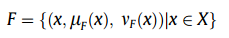 F = {(x, μ_F(x), ν_F(x))|x ∈ X}